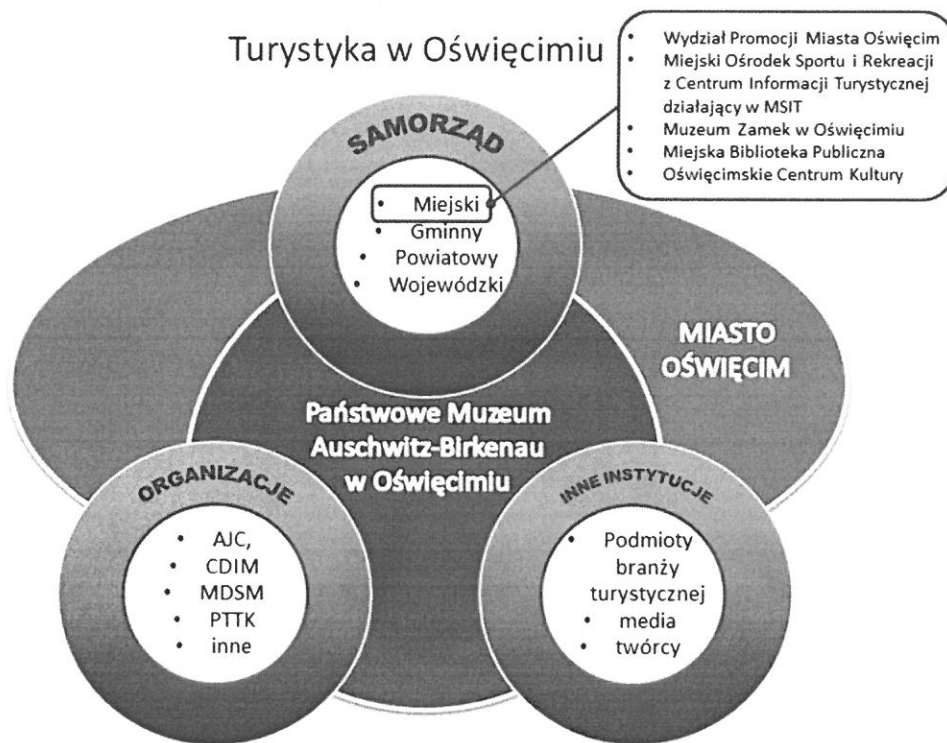 Turystyka w Oświęcimiu
• Wydział Promocji Miasta Oświęcim
• Miejski Ośrodek Sportu i Rekreacji
z Centrum Informacji Turystycznej
działający w MSIT
• Muzeum Zamek w Oświęcimiu
• Miejska Biblioteka Publiczna
• Oświęcimskie Centrum Kultury
SAMORZĄD
• Miejski
• Gminny
• Powiatowy
• Wojewódzki
MIASTO
OŚWIĘCIM
Państwowe Muzeum
Auschwitz-Birkenau
w Oświęcimiu
ORGANIZACJE
• AJC,
• CDIM
• MDSM
• PTTK
• inne
INNE INSTYTUCJE
• Podmioty
branży
turystycznej
• media
• twórcy